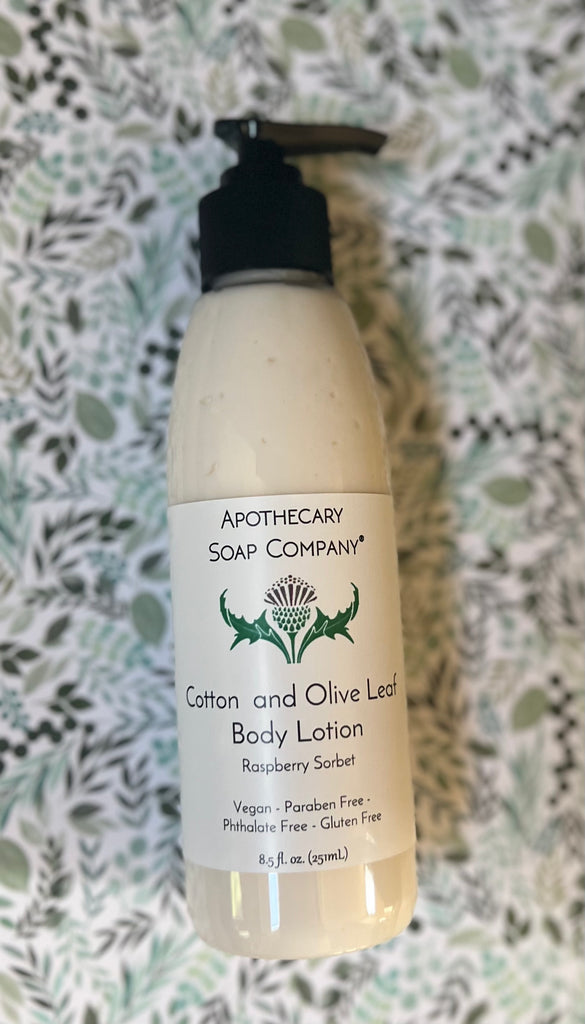 APOTHECARY
SOAP COMPANY®
Cotton and Olive Leaf
Body Lotion
Raspberry Sorbet
Vegan - Paraben Free -
Phthalate Free - Gluten Free
8.5 fl. oz. (251mL)